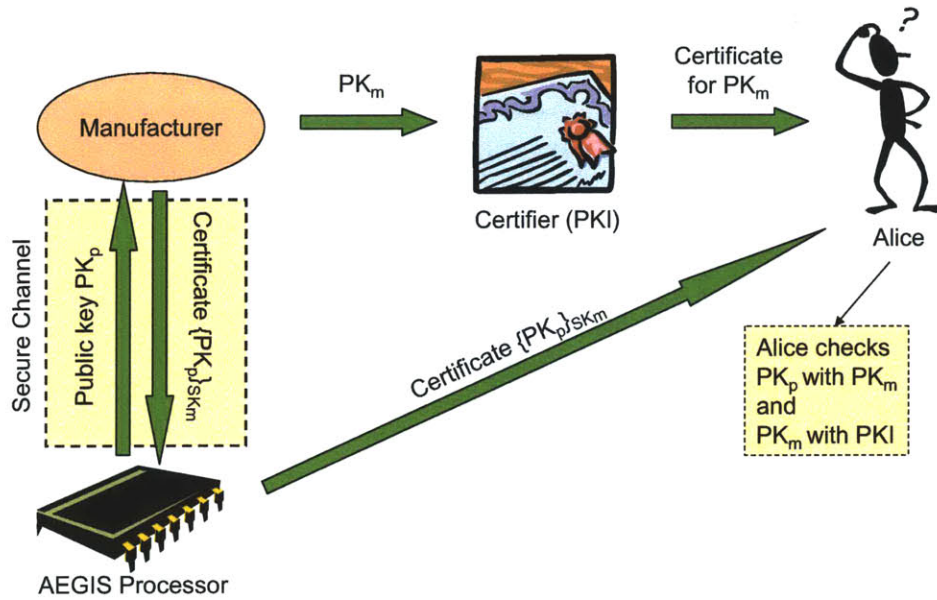 ?
PKm
Certificate
for PKm
Manufacturer
Certifier (PKI)
Alice
Secure Channel
Public key PKp
Certificate {PKp}SKm
Certificate {PKp}SKm
Alice checks
PKp with PKm
and
PKm with PKI
AEGIS Processor